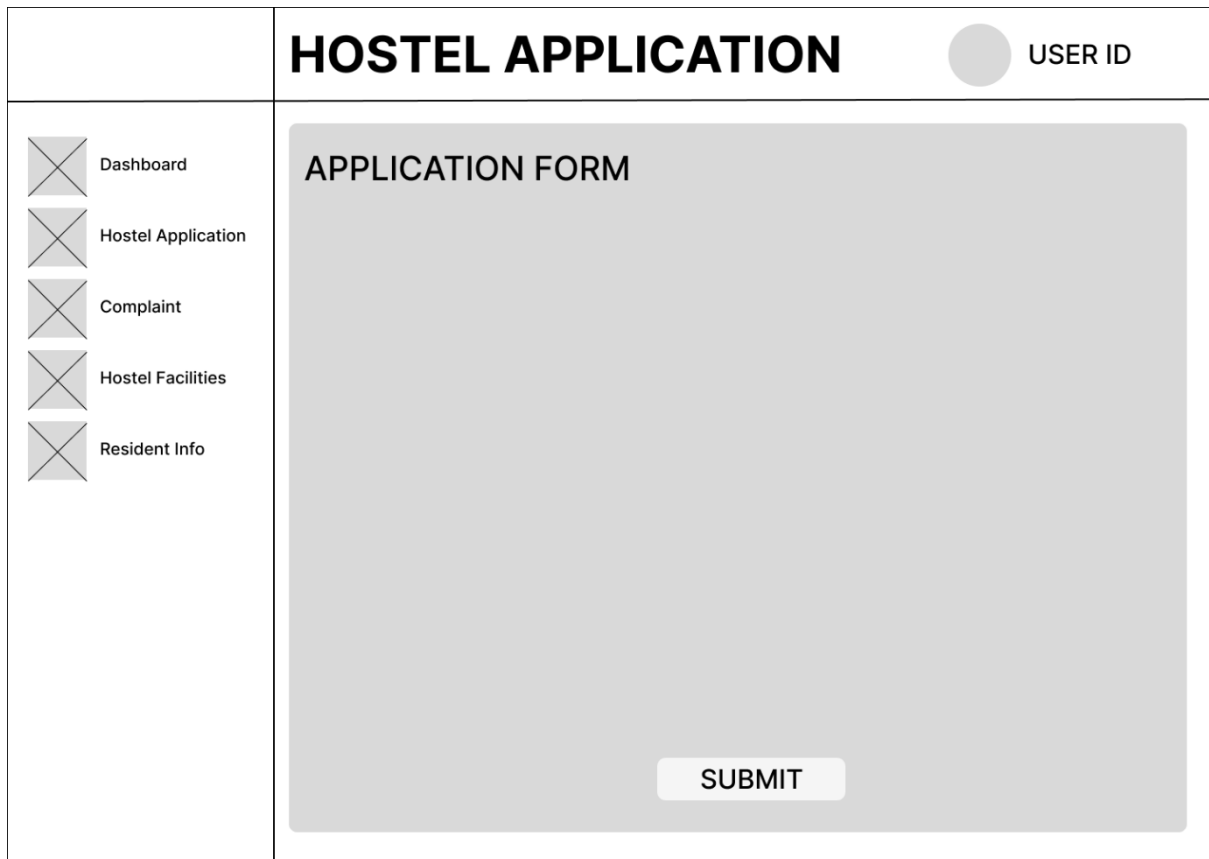 HOSTEL APPLICATION
USER ID
Dashboard
Hostel Application
Complaint
Hostel Facilities
Resident Info
APPLICATION FORM
SUBMIT